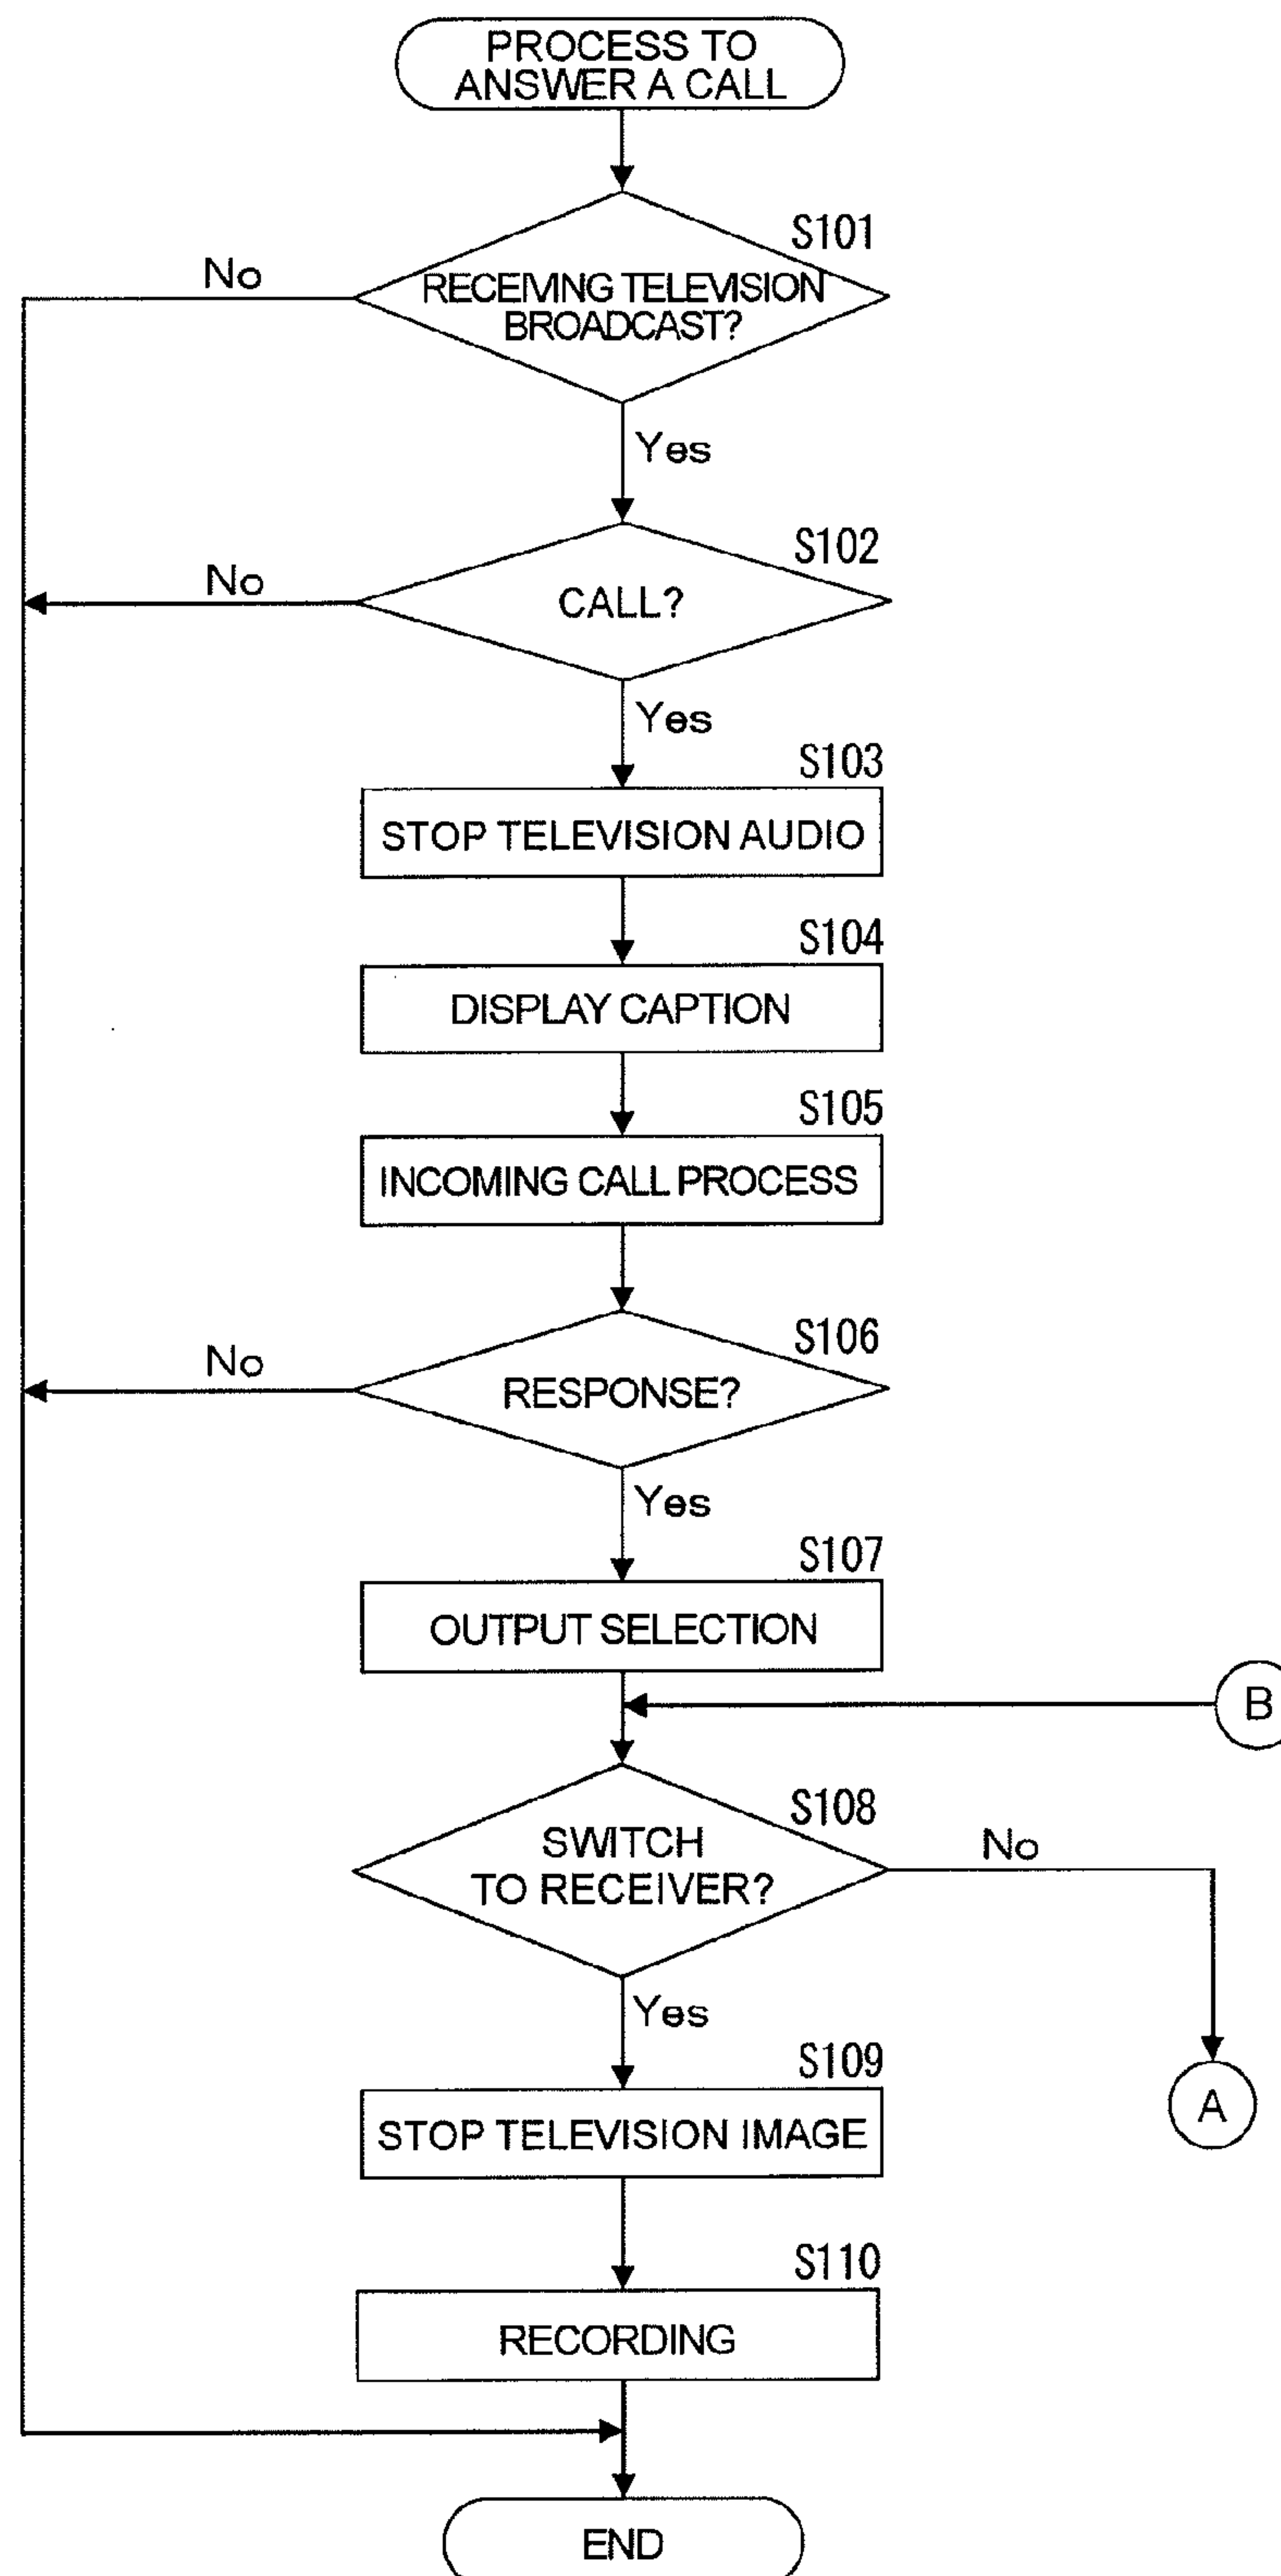 PROCESS TO
ANSWER A CALL
S101
No
RECEIVING TELEVISION
BROADCAST?
Yes
S102
No
CALL?
Yes
S103
STOP TELEVISION AUDIO
S104
DISPLAY CAPTION
S105
INCOMING CALL PROCESS
S106
No
RESPONSE?
Yes
S107
OUTPUT SELECTION
B
S108
SWITCH
TO RECEIVER?
No
Yes
S109
A
STOP TELEVISION IMAGE
S110
RECORDING
END